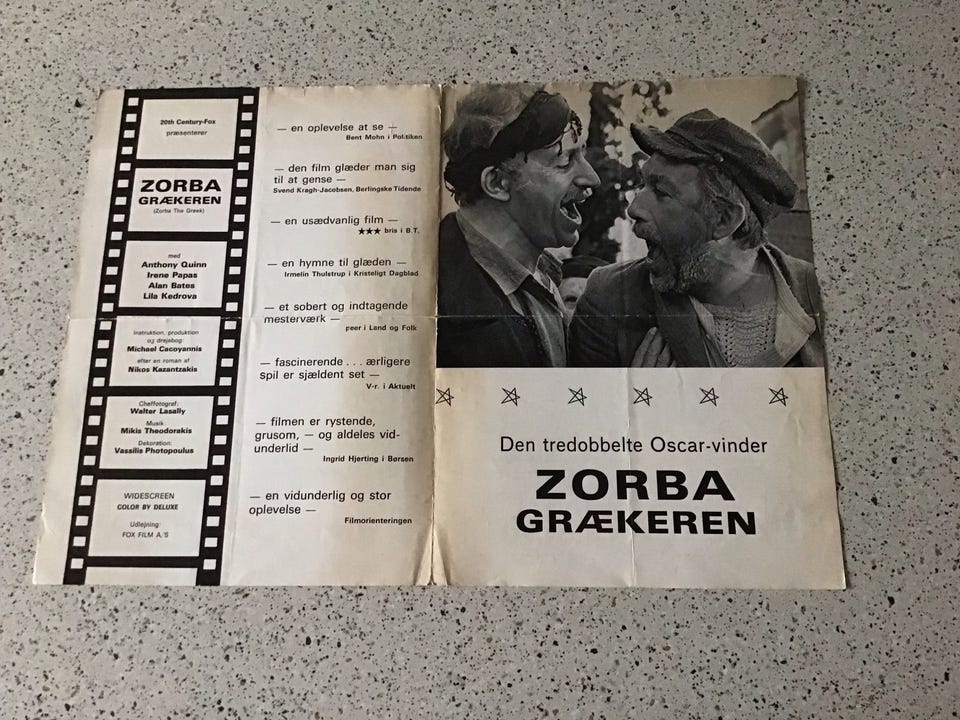 20th Century-Fox
præsenterer
ZORBA
GRÆKEREN
(Zorba The Greek)
med
Anthony Quinn
Irene Papas
Alan Bates
Lila Kedrova
Instruktion, produktion
og drejebog:
Michael Cacoyannis
efter en roman af
Nikos Kazantzakis
Cheffotograf:
Walter Lasally
Musik:
Mikis Theodorakis
Dekoration:
Vassilis Photopoulus
WIDESCREEN
COLOR BY DELUXE
Udlejning:
FOX FILM A/S
— en oplevelse at se —
Bent Mohn i Politiken
— den film glæder man sig
til at gense —
Svend Kragh-Jacobsen, Berlingske Tidende
— en usædvanlig film —
★★★ bris i B.T.
— en hymne til glæden —
Irmelin Thulstrup i Kristeligt Dagblad
— et sobert og indtagende
mesterværk —
peer i Land og Folk
— fascinerende . . . ærligere
spil er sjældent set —
V-r. i Aktuelt
— filmen er rystende,
grusom, — og aldeles vid-
underlid —
Ingrid Hjerting i Børsen
— en vidunderlig og stor
oplevelse —
Filmorienteringen
Den tredobbelte Oscar-vinder
ZORBA
GRÆKEREN